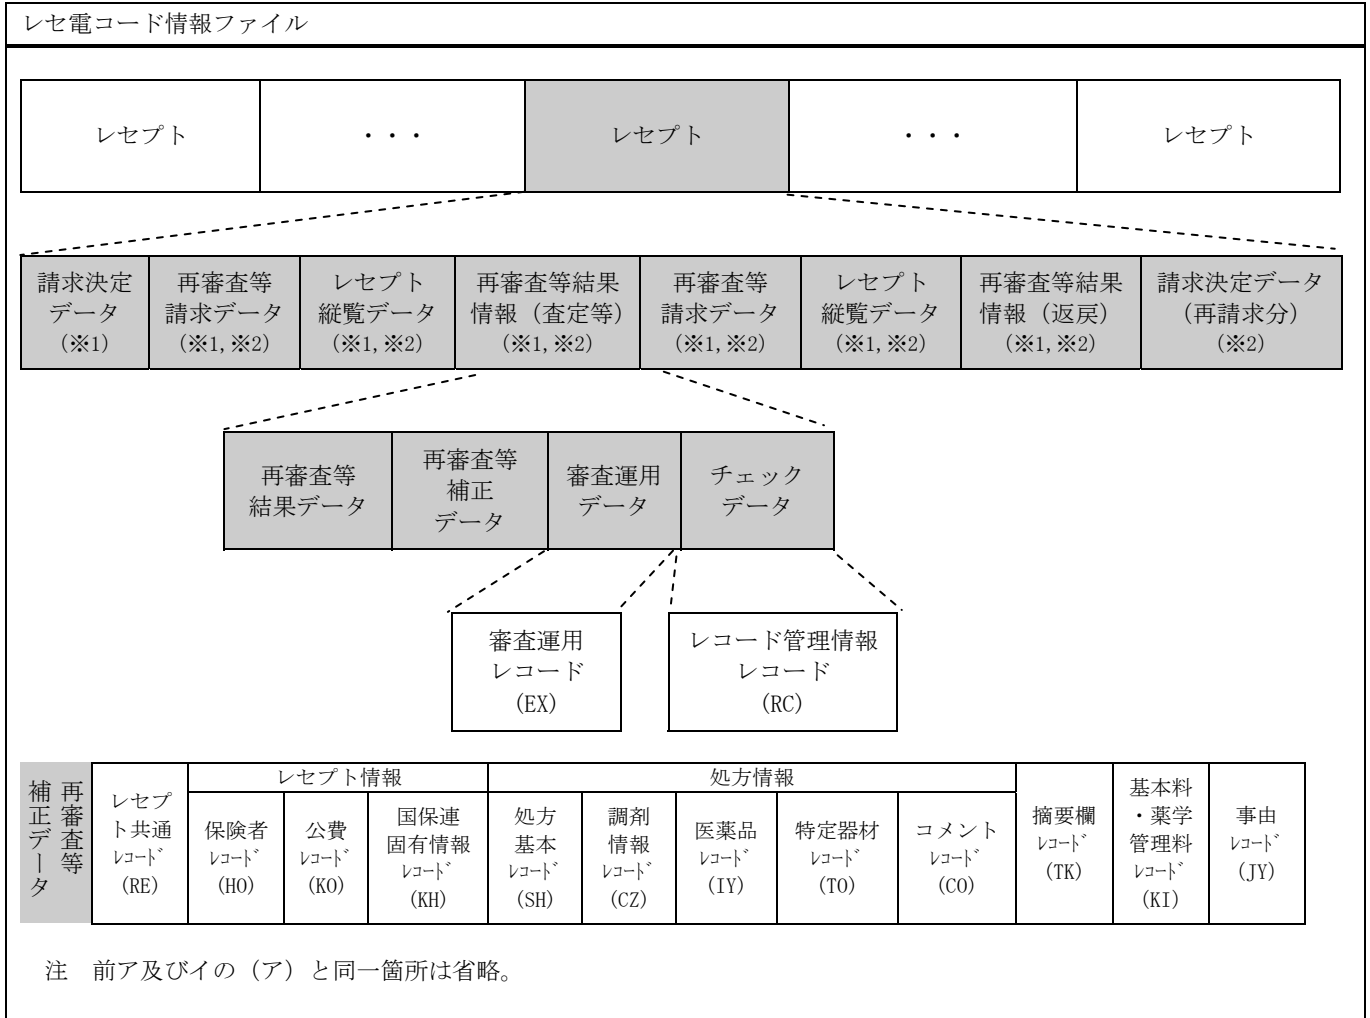 レセ電コード情報ファイル
レセプト
・・・
レセプト
・・・
レセプト
請求決定
データ
(※1)
再審査等
請求データ
(※1,※2)
レセプト
縦覧データ
(※1,※2)
再審査等結果
情報（査定等）
(※1,※2)
再審査等
請求データ
(※1,※2)
レセプト
縦覧データ
(※1,※2)
再審査等結果
情報（返戻）
(※1,※2)
請求決定データ
（再請求分）
(※2)
再審査等
結果データ
再審査等
補正
データ
審査運用
データ
チェック
データ
審査運用
レコード
(EX)
レコード管理情報
レコード
(RC)
再審査等
補正データ
レセプ
ト共通
ﾚｺｰﾄﾞ
(RE)
レセプト情報
保険者
ﾚｺｰﾄﾞ
(HO)
公費
ﾚｺｰﾄﾞ
(KO)
国保連
固有情報
ﾚｺｰﾄﾞ
(KH)
処方情報
処方
基本
ﾚｺｰﾄﾞ
(SH)
調剤
情報
ﾚｺｰﾄﾞ
(CZ)
医薬品
ﾚｺｰﾄﾞ
(IY)
特定器材
ﾚｺｰﾄﾞ
(TO)
コメント
ﾚｺｰﾄﾞ
(CO)
摘要欄
ﾚｺｰﾄﾞ
(TK)
基本料
・薬学
管理料
ﾚｺｰﾄﾞ
(KI)
事由
ﾚｺｰﾄﾞ
(JY)
注　前ア及びイの（ア）と同一箇所は省略。